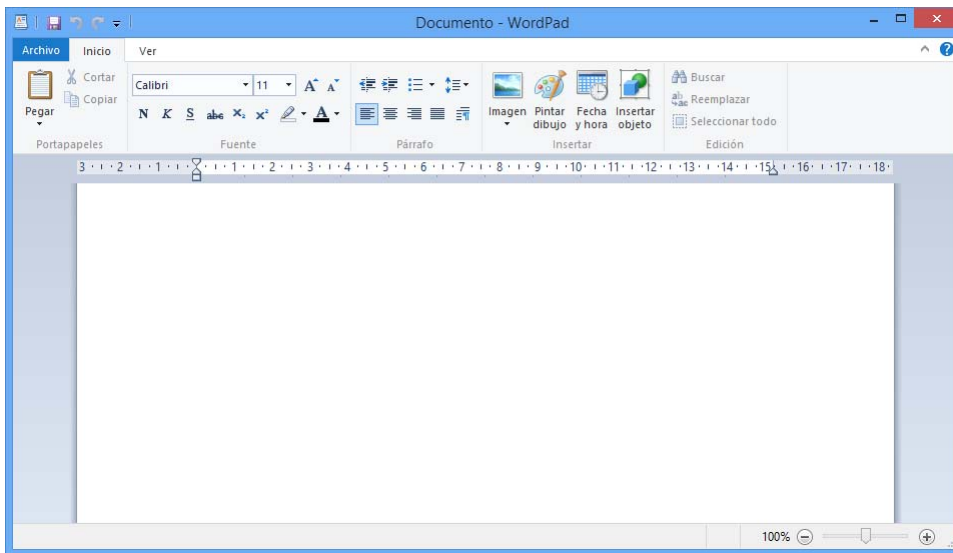 Documento - WordPad
Archivo Inicio Ver
Pegar Cortar
Copiar
Calibri 11 A A
N K S abc X₂ x² A
Imagen Pintar dibujo Fecha y hora Insertar objeto
Buscar
Reemplazar
Seleccionar todo
Portapapeles Fuente Párrafo Insertar Edición
3 2 1 1 2 3 4 5 6 7 8 9 10 11 12 13 14 15 16 17 18
100%